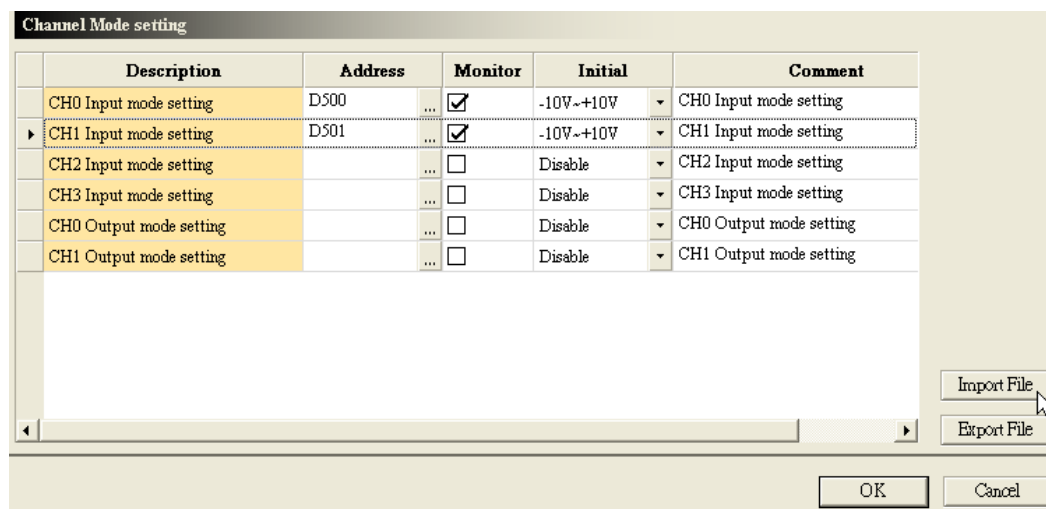 Channel Mode setting
Description Address Monitor Initial Comment
CH0 Input mode setting D500 ... -10V~+10V CH0 Input mode setting
CH1 Input mode setting D501 ... -10V~+10V CH1 Input mode setting
CH2 Input mode setting ... Disable CH2 Input mode setting
CH3 Input mode setting ... Disable CH3 Input mode setting
CH0 Output mode setting ... Disable CH0 Output mode setting
CH1 Output mode setting ... Disable CH1 Output mode setting
Import File
Export File
OK Cancel